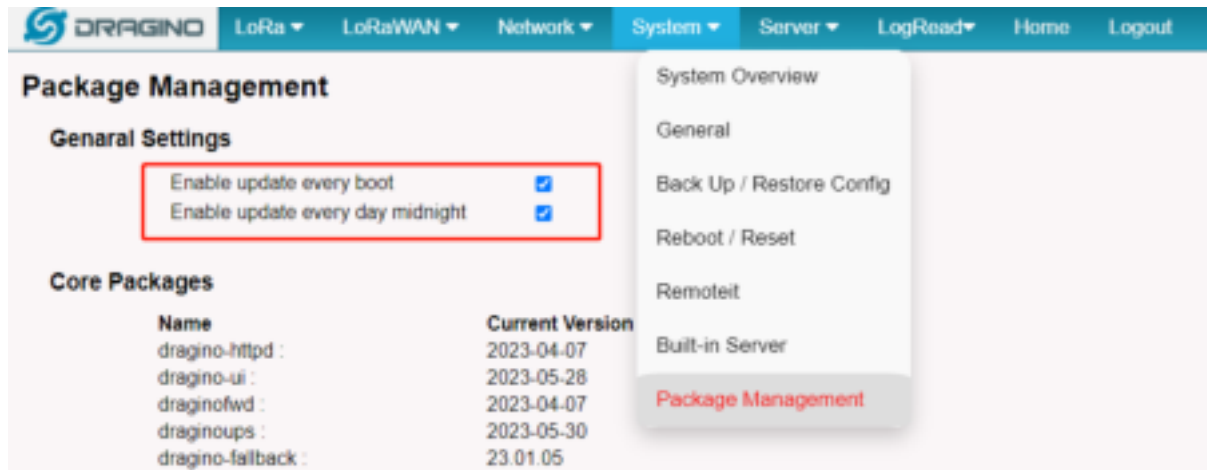 DRAGINO LoRa LoRaWAN Network System Server LogRead Home Logout
Package Management
Genaral Settings
Enable update every boot
Enable update every day midnight
Core Packages
Name Current Version
dragino-httpd : 2023-04-07
dragino-ui : 2023-05-28
draginofwd : 2023-04-07
draginoups : 2023-05-30
dragino-fallback : 23.01.05
System Overview
General
Back Up / Restore Config
Reboot / Reset
Remoteit
Built-in Server
Package Management